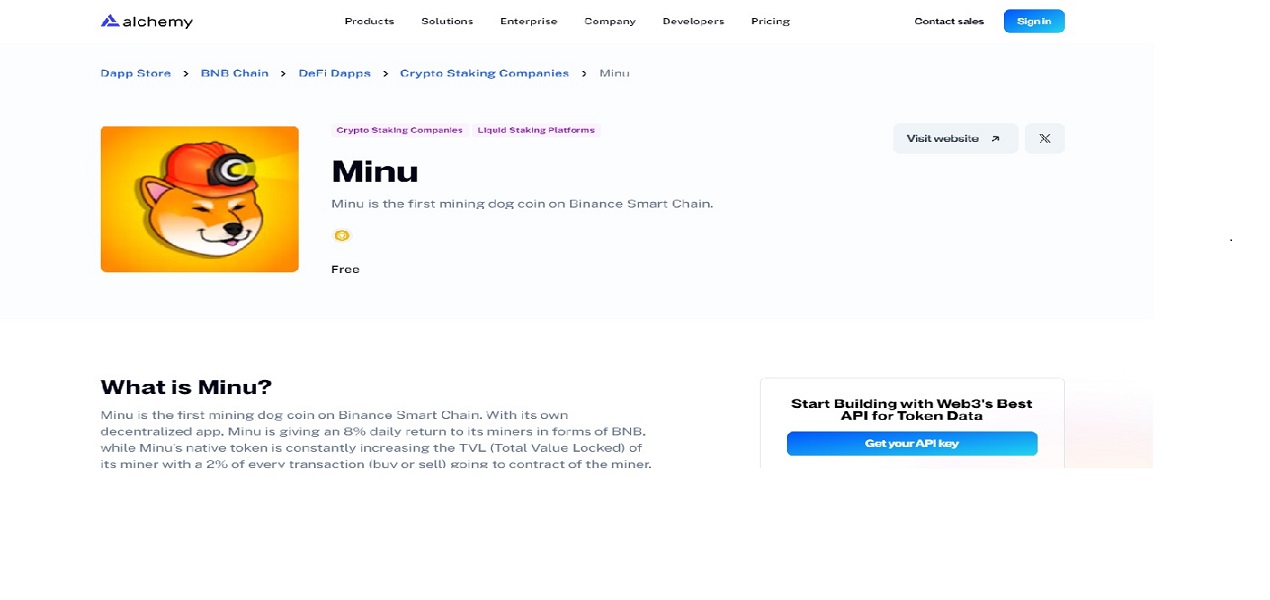 alchemy Products Solutions Enterprise Company Developers Pricing Contact sales Sign in
Dapp Store > BNB Chain > DeFi Dapps > Crypto Staking Companies > Minu
Crypto Staking Companies Liquid Staking Platforms
Visit website
Minu
Minu is the first mining dog coin on Binance Smart Chain.
Free
What is Minu?
Minu is the first mining dog coin on Binance Smart Chain. With its own
decentralized app, Minu is giving an 8% daily return to its miners in forms of BNB,
while Minu's native token is constantly increasing the TVL (Total Value Locked) of
its miner with a 2% of every transaction (buy or sell) going to contract of the miner.
Start Building with Web3's Best
API for Token Data
Get your API key